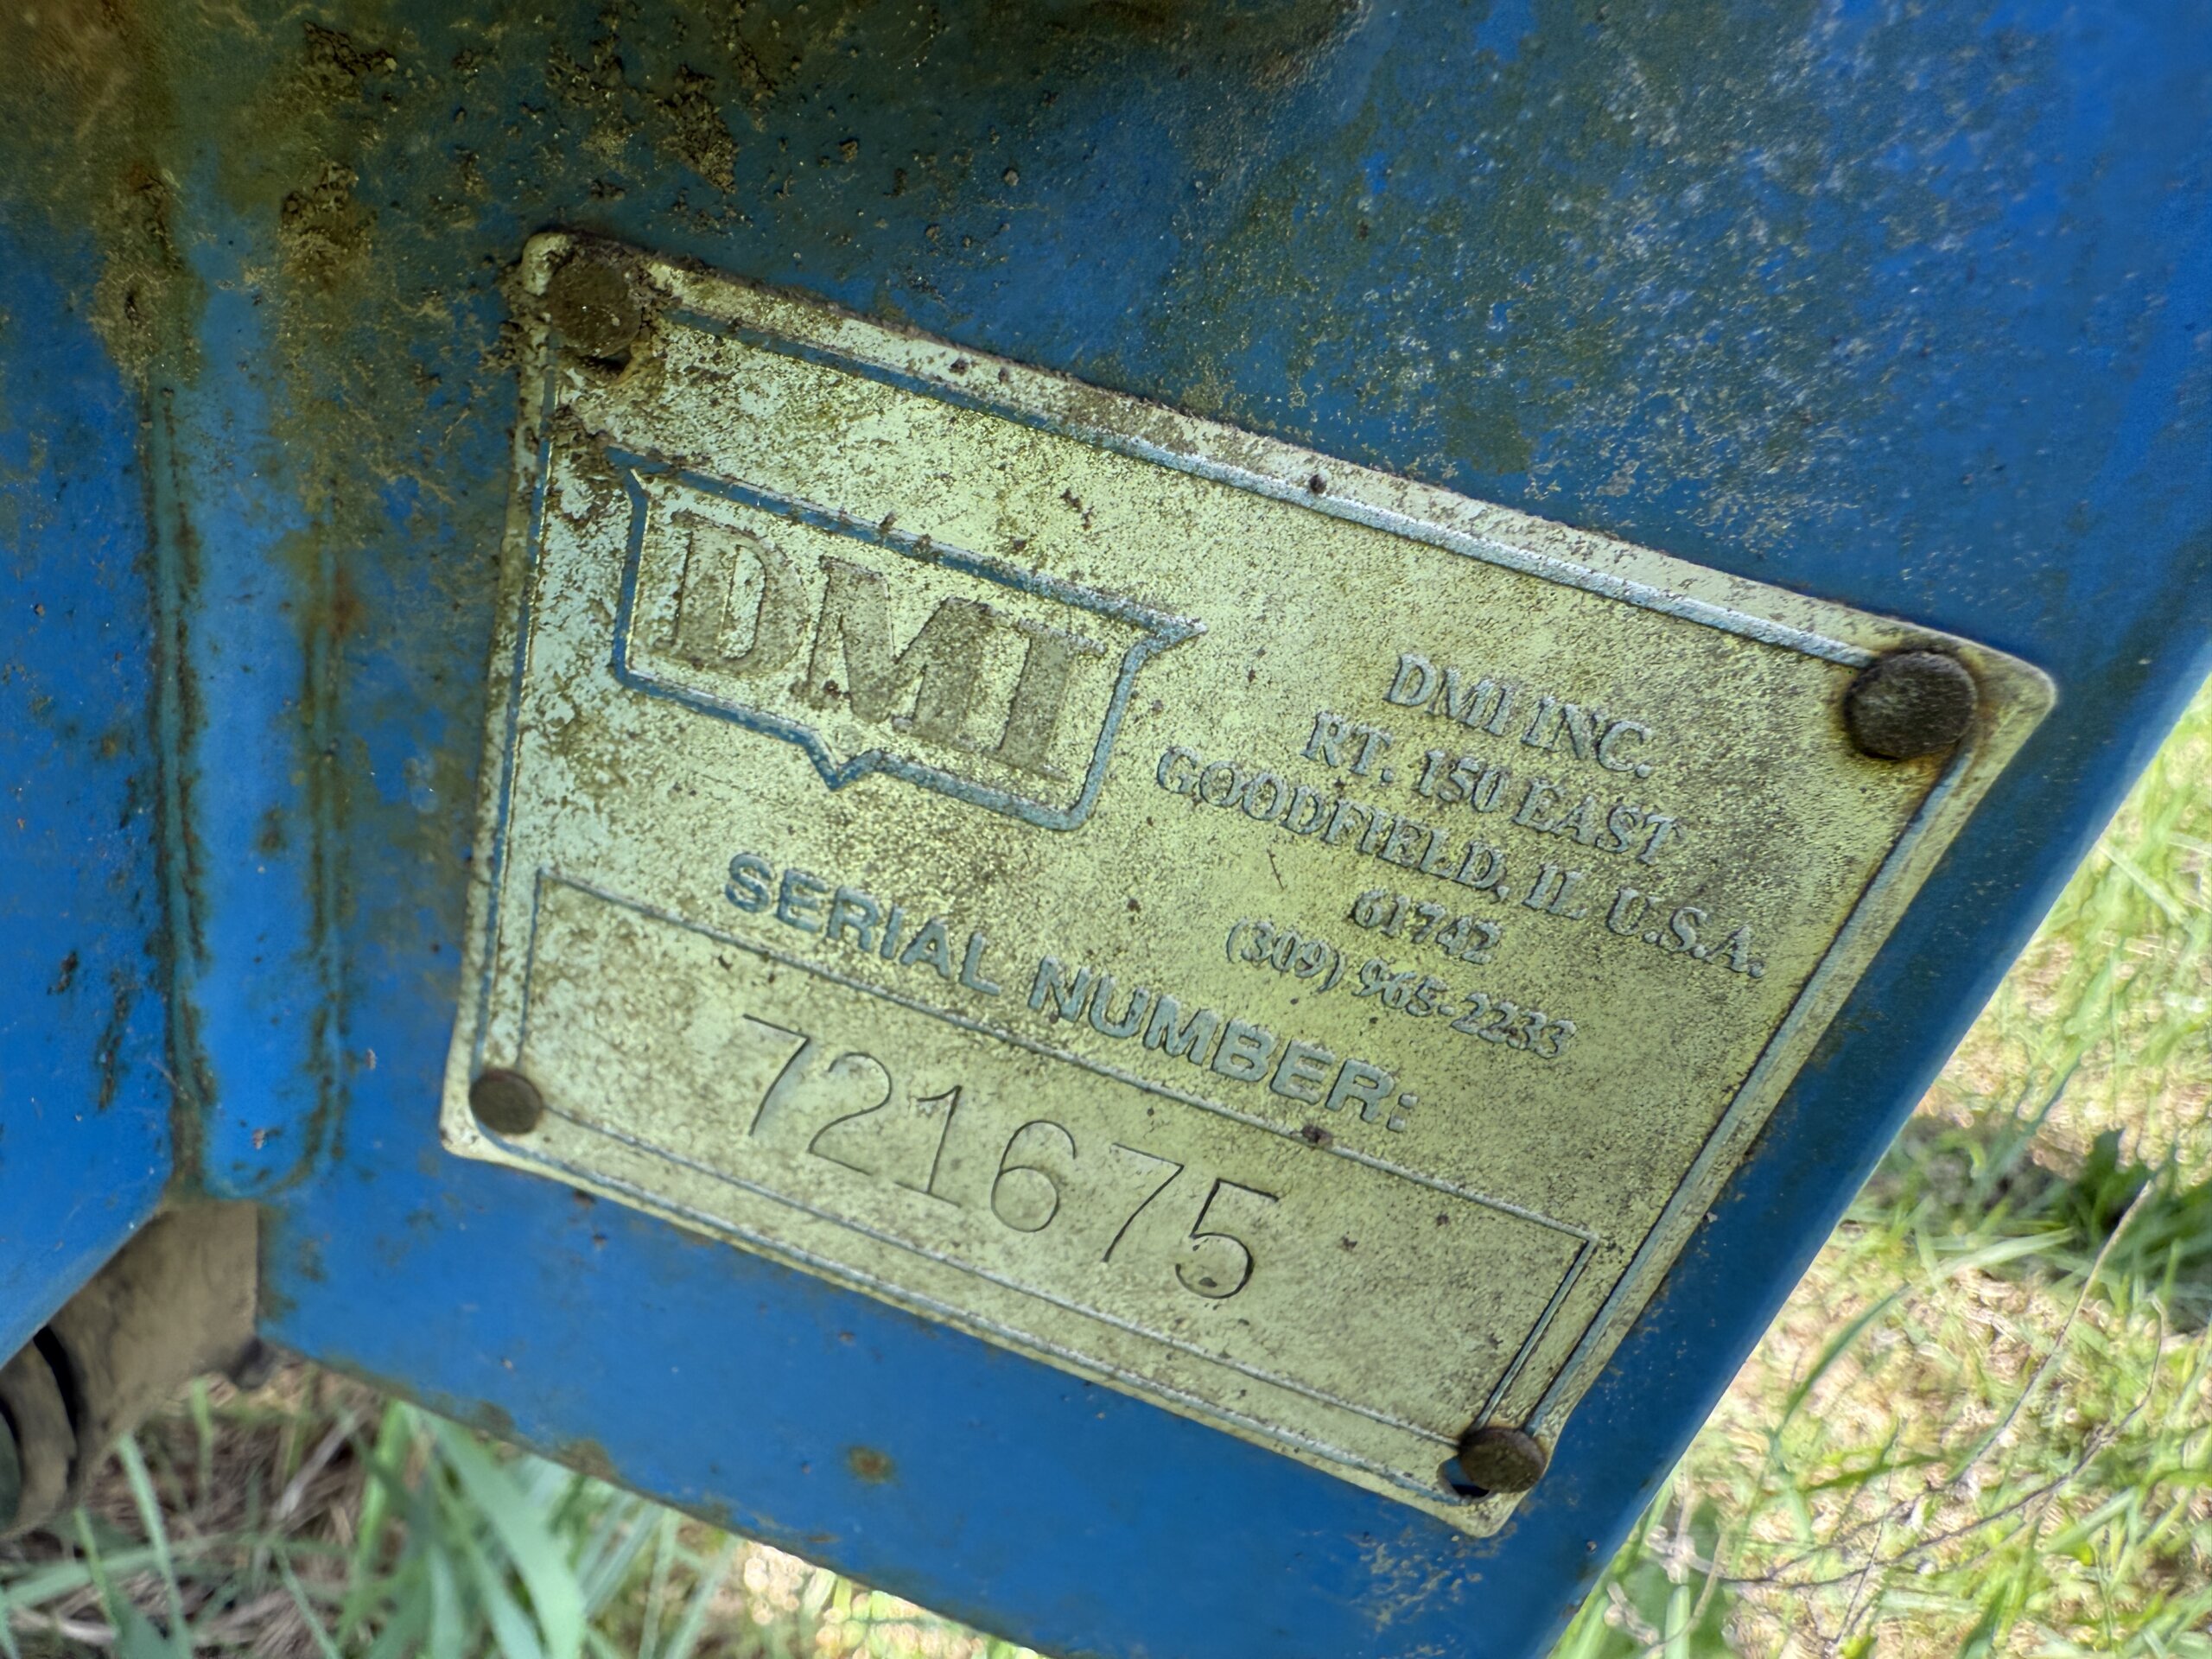 DMI
DMI INC.
RT. 150 EAST
GOODFIELD, IL U.S.A.
61742
(309) 965-2233
SERIAL NUMBER:
721675